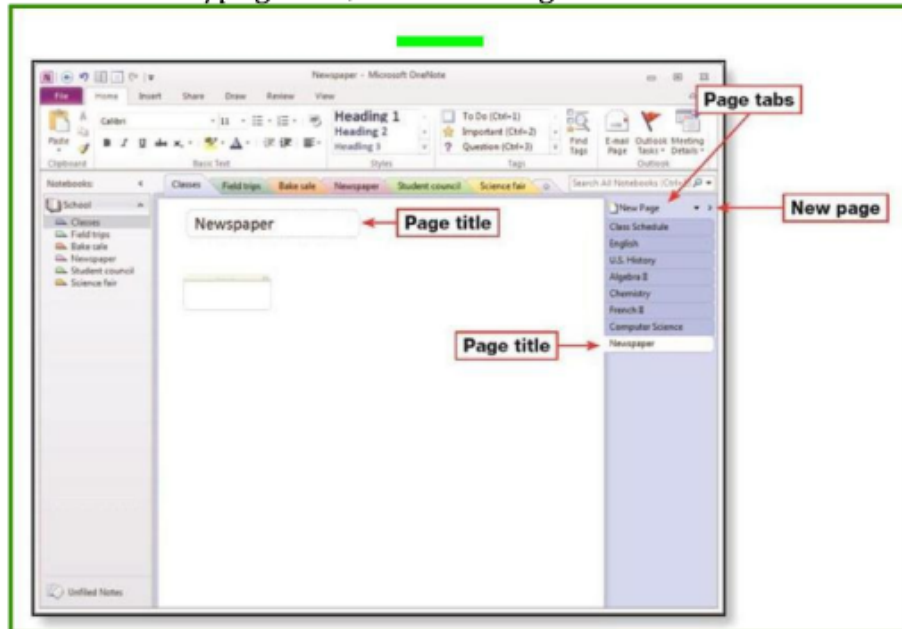 Newspaper - Microsoft OneNote
File Home Insert Share Draw Review View
Page tabs
Calibri 11
Heading 1
Heading 2
Heading 3
To Do (Ctrl+1)
Important (Ctrl+2)
Question (Ctrl+3)
Paste
B I U abc
Find Tags
E-mail Page
Outlook Tasks
Meeting Details
Clipboard Basic Text Styles Tags Outlook
Notebooks:
Classes Field trips Bake sale Newspaper Student council Science fair
Search All Notebooks
School
Classes
Field trips
Bake sale
Newspaper
Student council
Science fair
Newspaper
Page title
New Page
New page
Class Schedule
English
U.S. History
Algebra II
Chemistry
French II
Computer Science
Newspaper
Page title
Unfiled Notes